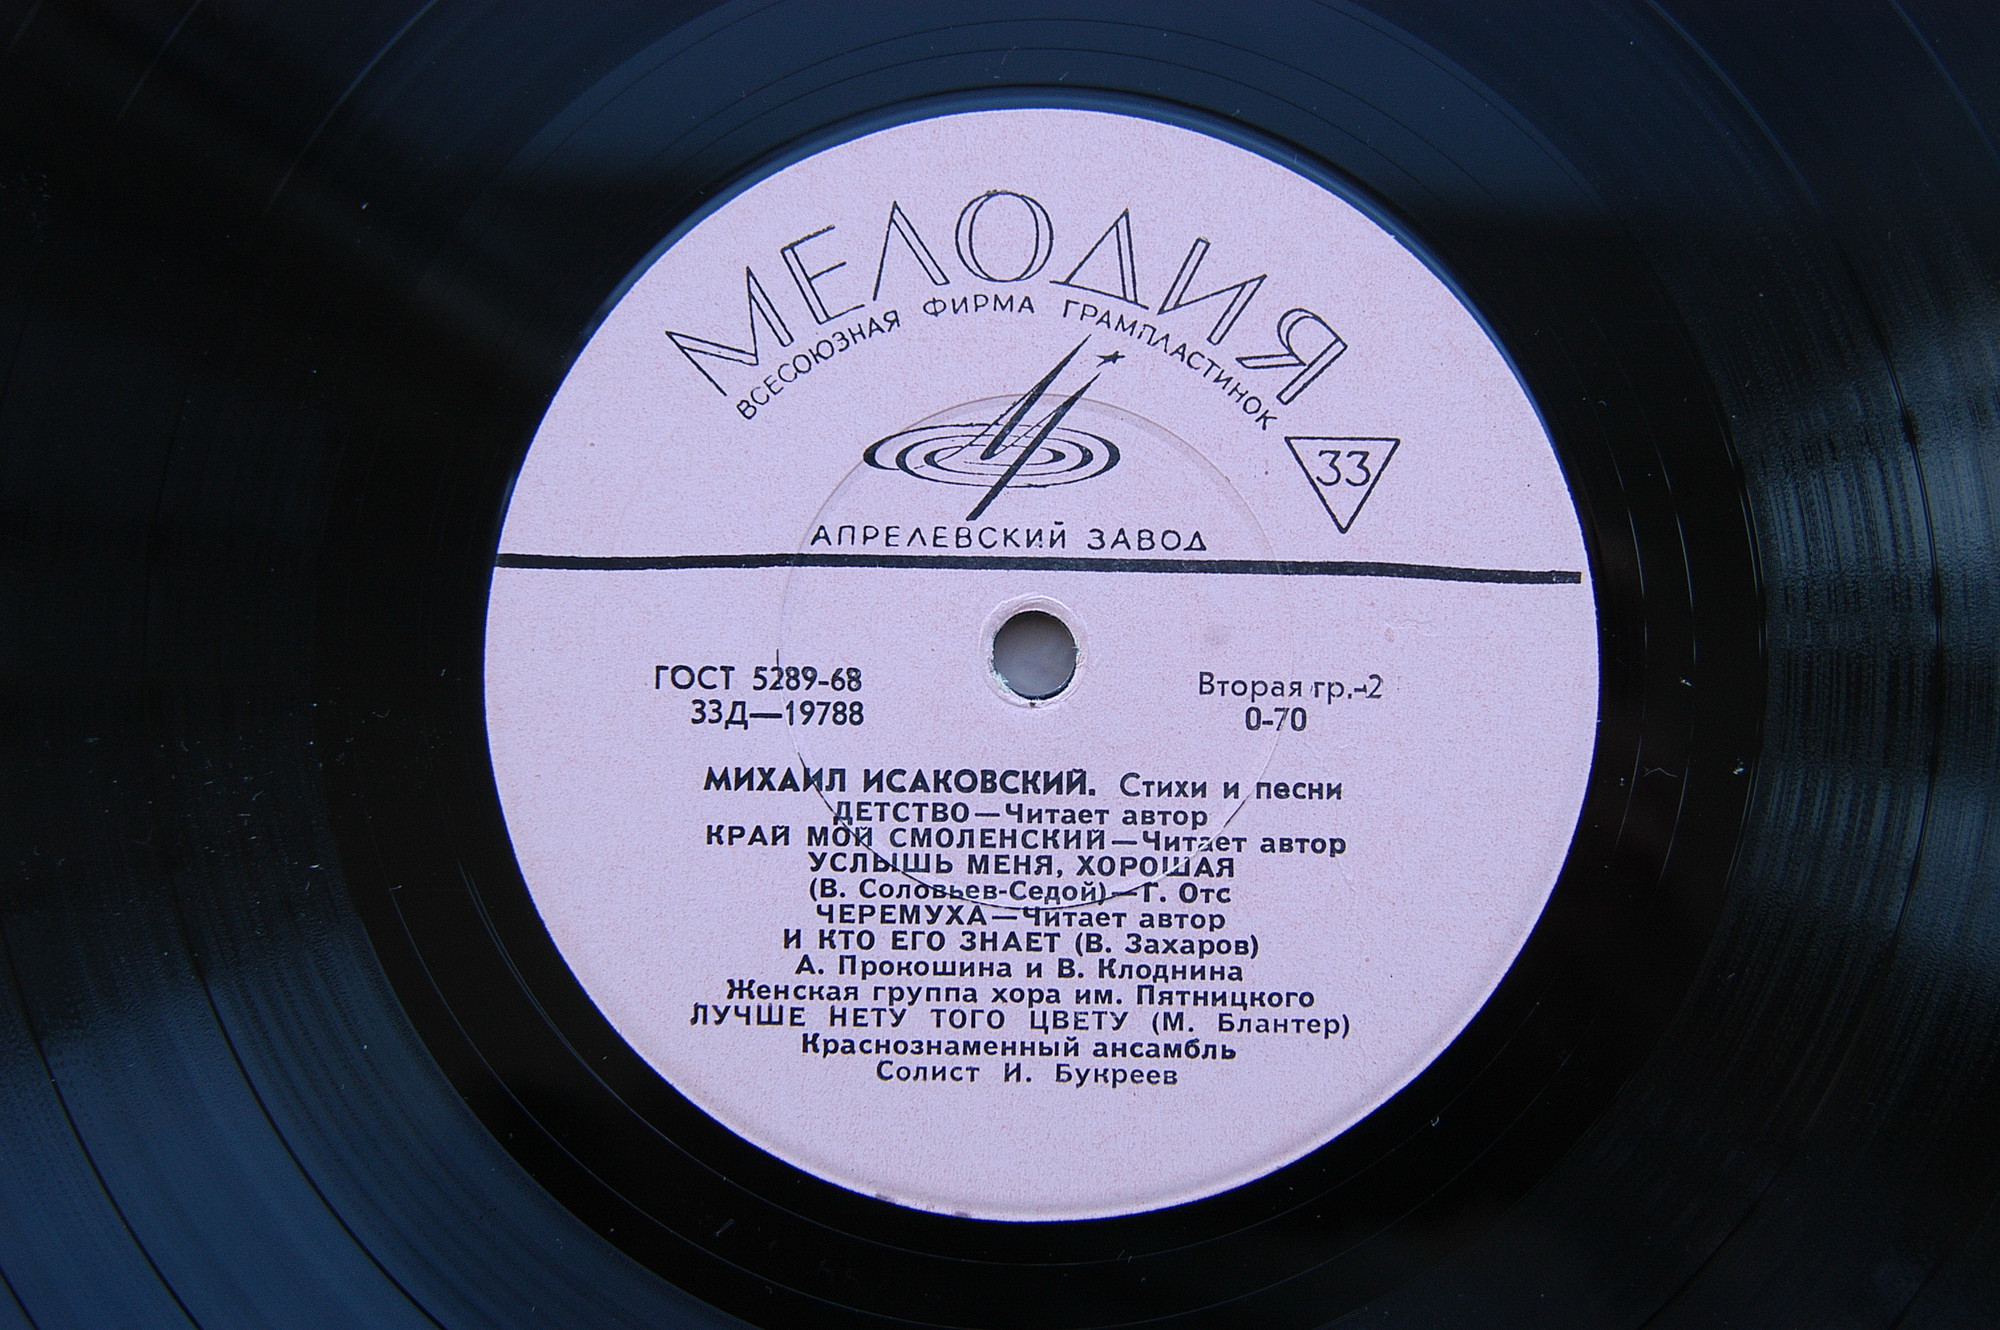 МЕЛОДИЯ
ВСЕСОЮЗНАЯ ФИРМА ГРАМПЛАСТИНОК
33
АПРЕЛЕВСКИЙ ЗАВОД
ГОСТ 5289-68
33Д—19788
Вторая гр.-2
0-70
МИХАИЛ ИСАКОВСКИЙ. Стихи и песни
ДЕТСТВО—Читает автор
КРАЙ МОЙ СМОЛЕНСКИЙ—Читает автор
УСЛЫШЬ МЕНЯ, ХОРОШАЯ
(В. Соловьев-Седой)—Г. Отс
ЧЕРЕМУХА—Читает автор
И КТО ЕГО ЗНАЕТ (В. Захаров)
А. Прокошина и В. Клоднина
Женская группа хора им. Пятницкого
ЛУЧШЕ НЕТУ ТОГО ЦВЕТУ (М. Блантер)
Краснознаменный ансамбль
Солист И. Букреев